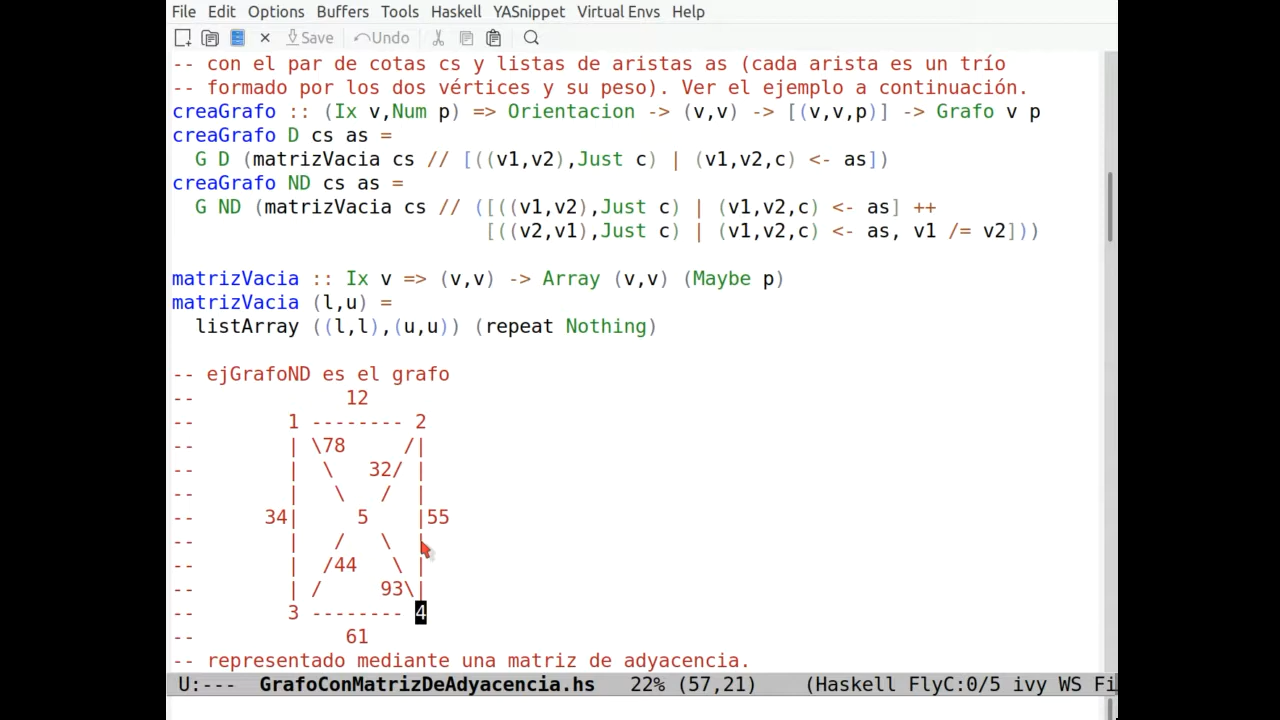 File Edit Options Buffers Tools Haskell YASnippet Virtual Envs Help
Save Undo
-- con el par de cotas cs y listas de aristas as (cada arista es un trío
-- formado por los dos vértices y su peso). Ver el ejemplo a continuación.
creaGrafo :: (Ix v,Num p) => Orientacion -> (v,v) -> [(v,v,p)] -> Grafo v p
creaGrafo D cs as =
  G D (matrizVacia cs // [((v1,v2),Just c) | (v1,v2,c) <- as])
creaGrafo ND cs as =
  G ND (matrizVacia cs // ([((v1,v2),Just c) | (v1,v2,c) <- as] ++
                           [((v2,v1),Just c) | (v1,v2,c) <- as, v1 /= v2]))
matrizVacia :: Ix v => (v,v) -> Array (v,v) (Maybe p)
matrizVacia (l,u) =
  listArray ((l,l),(u,u)) (repeat Nothing)
-- ejGrafoND es el grafo
--             12
--        1 -------- 2
--        | \78     /|
--        |  \   32/ |
--        |   \   /  |
--      34|     5    |55
--        |   /   \  |
--        |  /44   \ |
--        | /     93\|
--        3 -------- 4
--             61
-- representado mediante una matriz de adyacencia.
U:--- GrafoConMatrizDeAdyacencia.hs 22% (57,21) (Haskell FlyC:0/5 ivy WS Fi